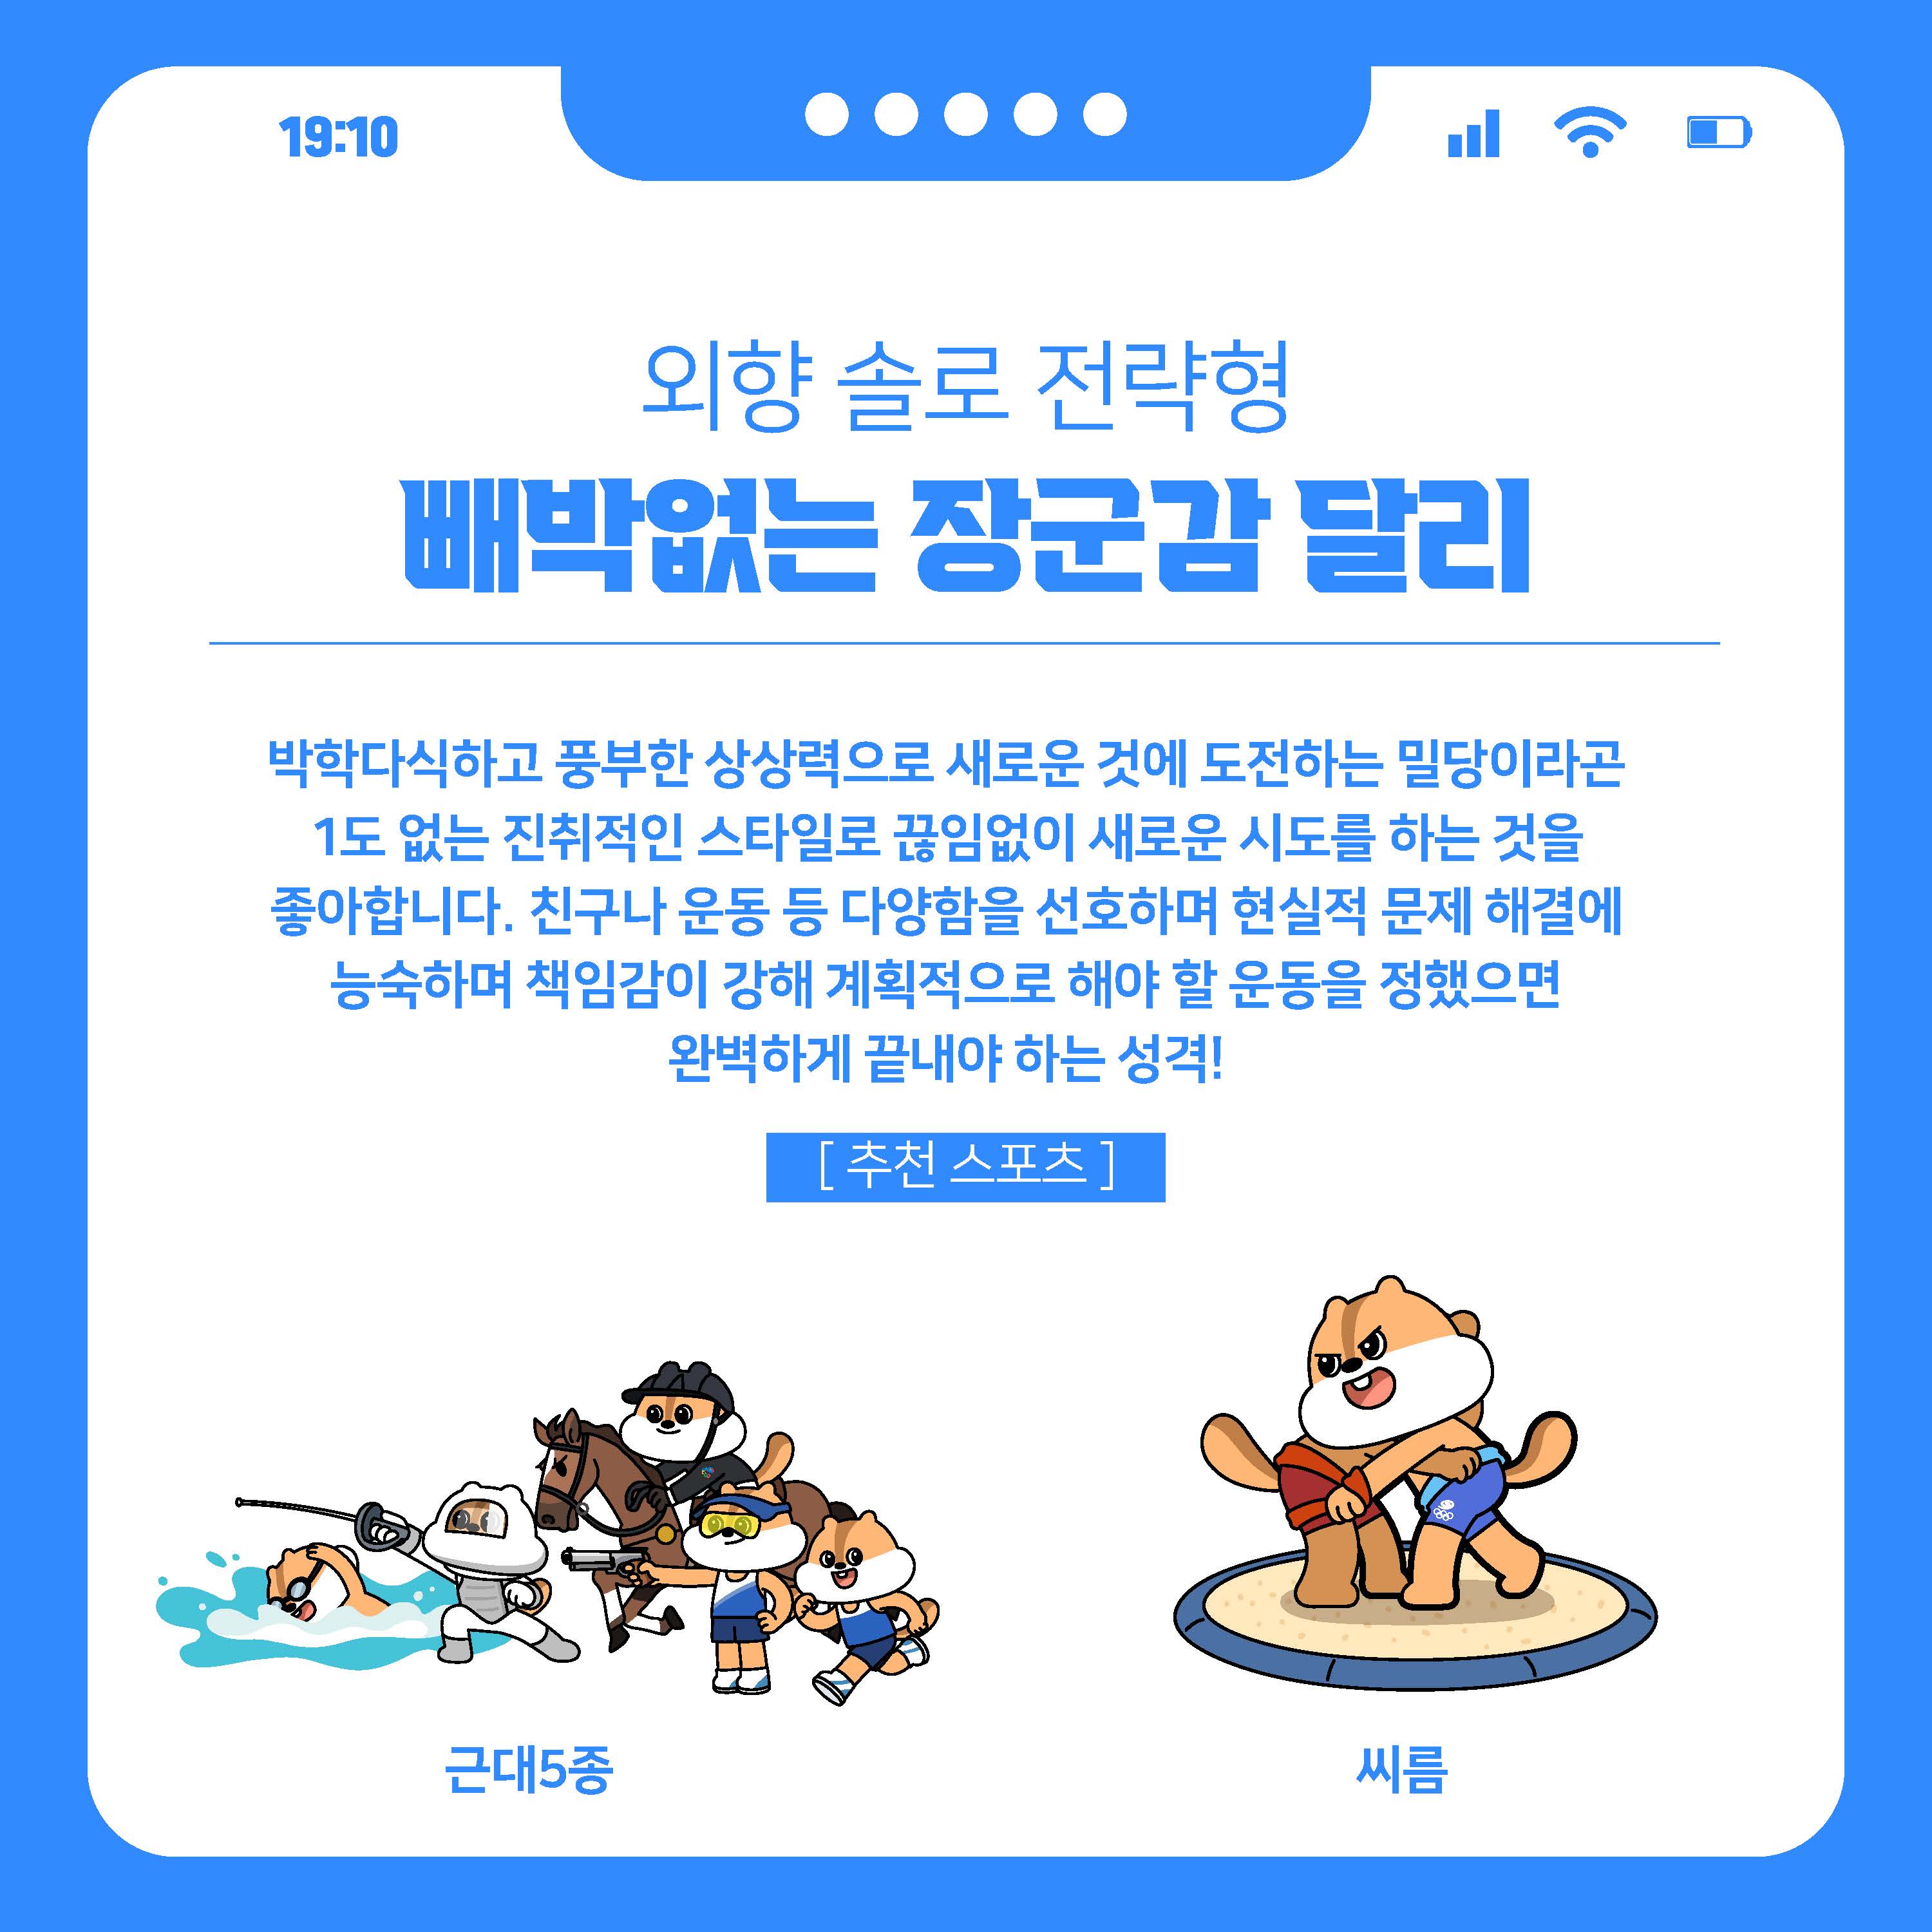 19:10
외향 솔로 전략형
빼박없는 장군감 달리
박학다식하고 풍부한 상상력으로 새로운 것에 도전하는 밀당이라곤
1도 없는 진취적인 스타일로 끊임없이 새로운 시도를 하는 것을
좋아합니다. 친구나 운동 등 다양함을 선호하며 현실적 문제 해결에
능숙하며 책임감이 강해 계획적으로 해야 할 운동을 정했으면
완벽하게 끝내야 하는 성격!
[ 추천 스포츠 ]
근대5종
씨름